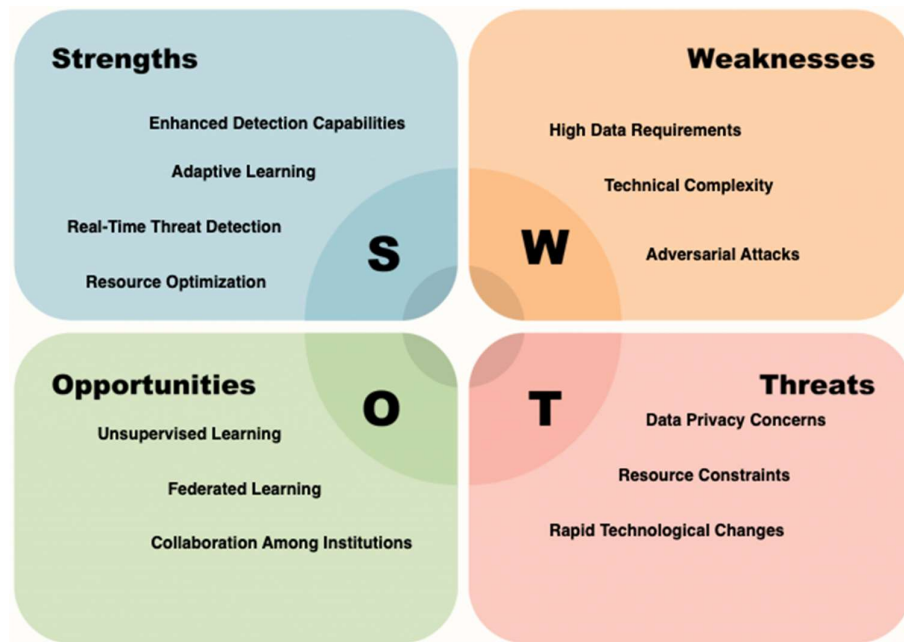 Strengths
Enhanced Detection Capabilities
Adaptive Learning
Real-Time Threat Detection
Resource Optimization
S
Weaknesses
High Data Requirements
Technical Complexity
Adversarial Attacks
W
Opportunities
Unsupervised Learning
Federated Learning
Collaboration Among Institutions
O
Threats
Data Privacy Concerns
Resource Constraints
Rapid Technological Changes
T